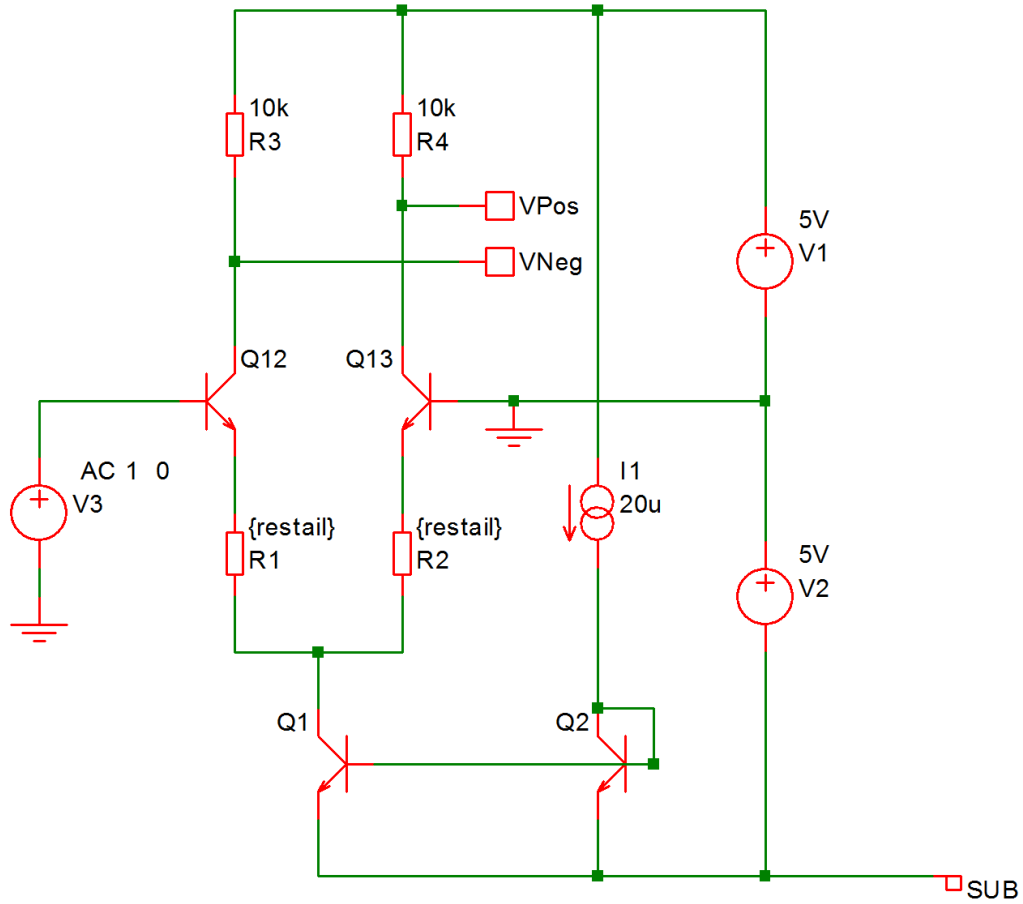 10k
R3
10k
R4
VPos
VNeg
5V
V1
Q12
Q13
AC 1 0
V3
I1
20u
{restail}
R1
{restail}
R2
5V
V2
Q1
Q2
SUB